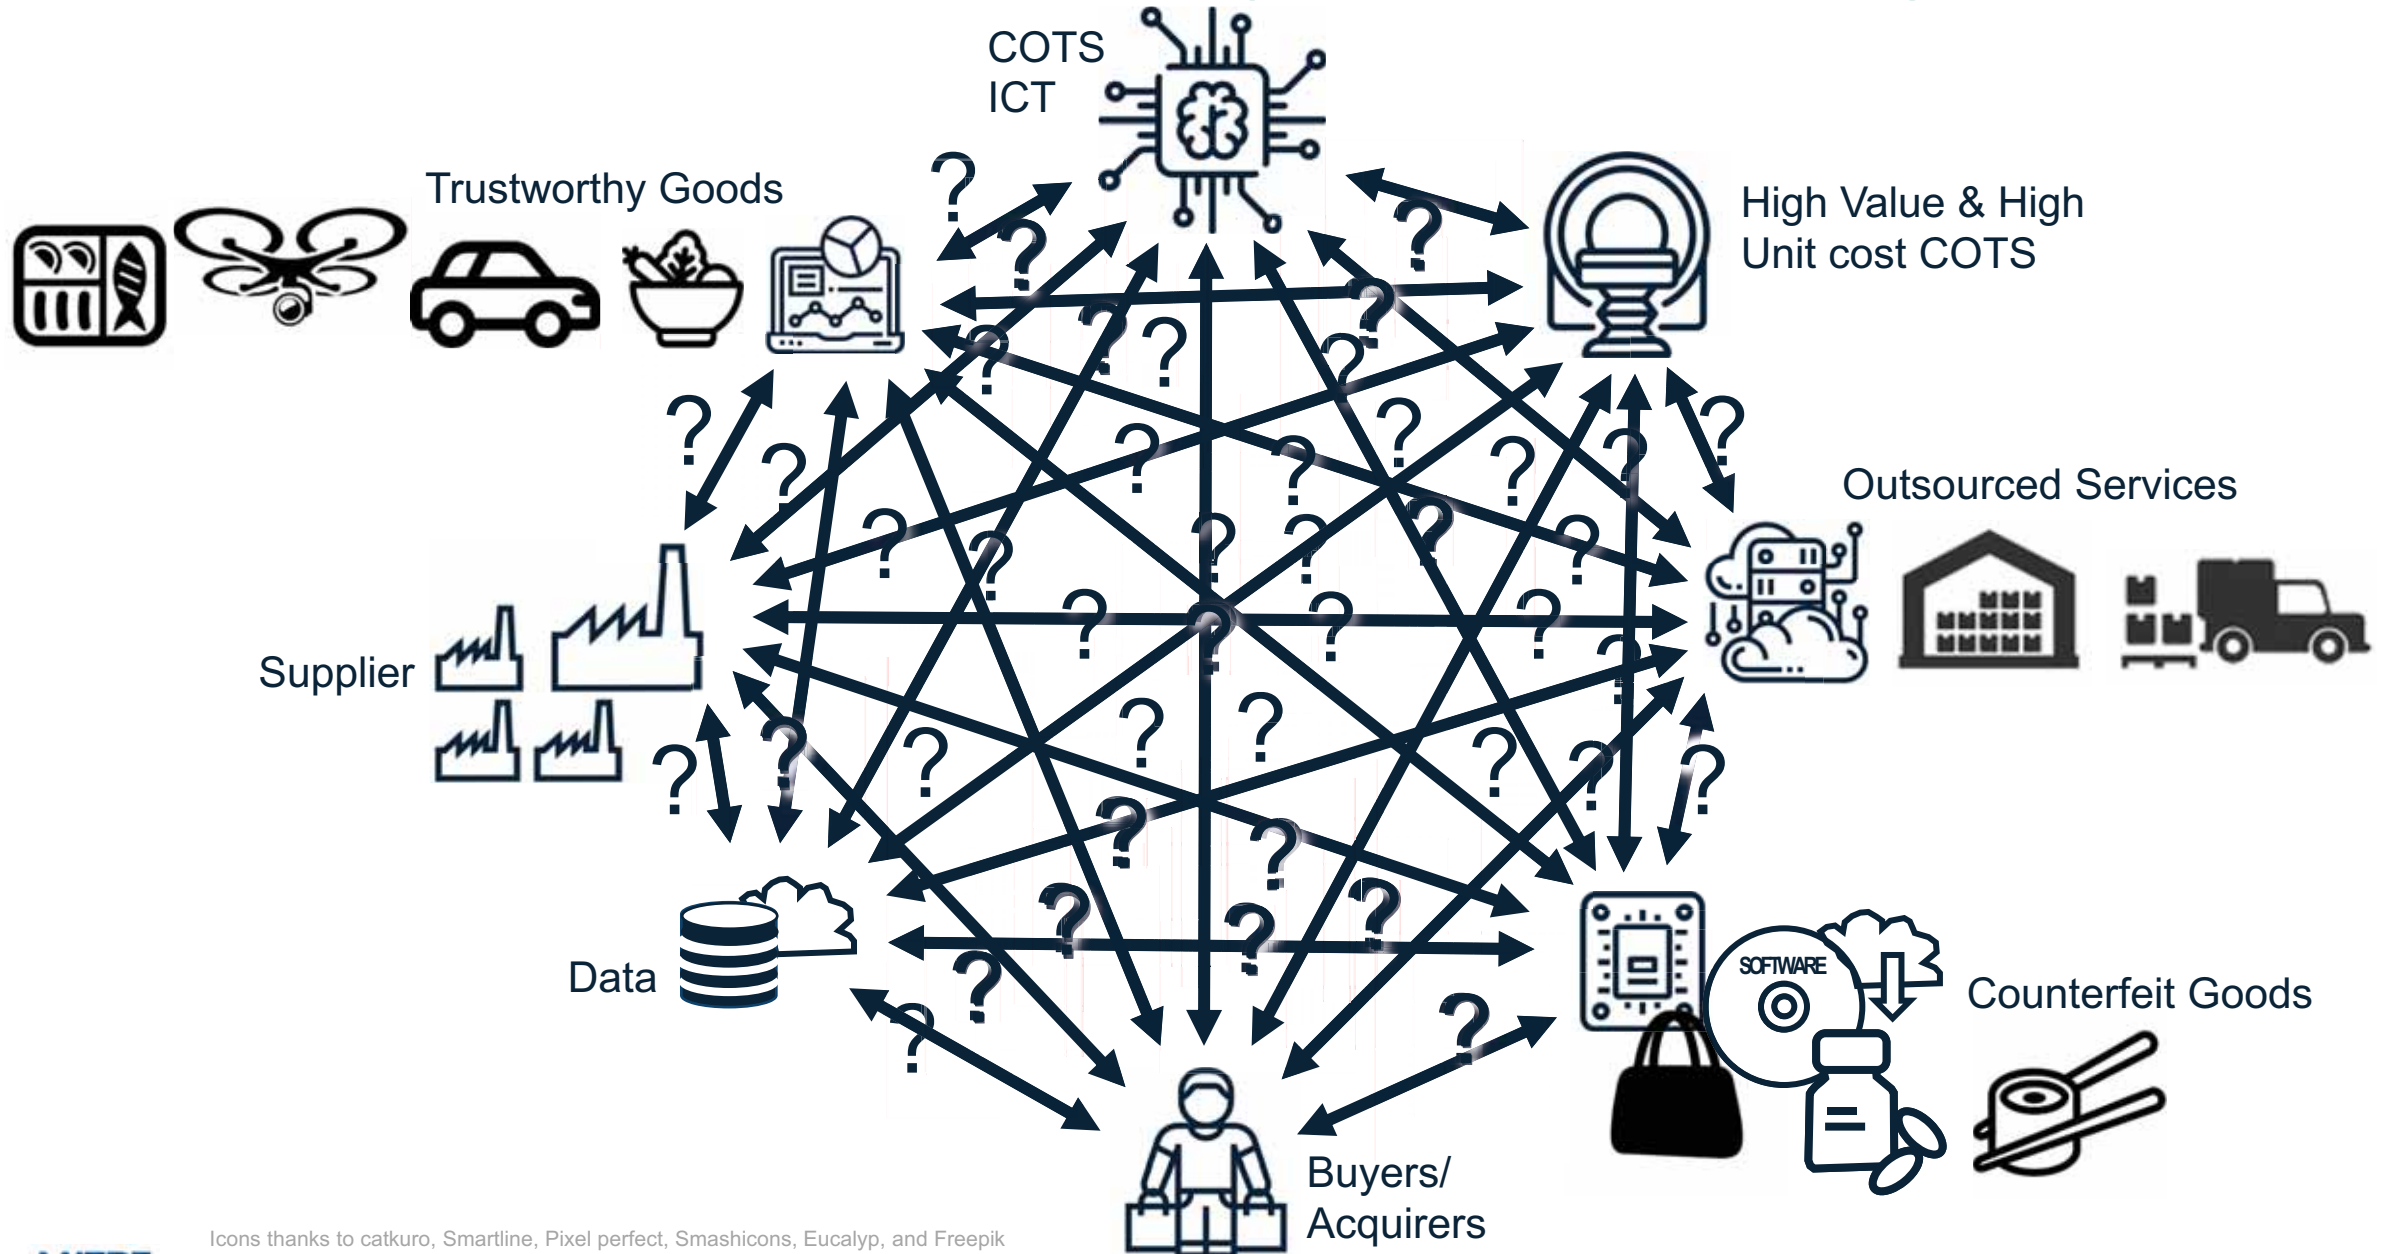 COTS
ICT
Trustworthy Goods
High Value & High
Unit cost COTS
Outsourced Services
Supplier
SOFTWARE
Data
Counterfeit Goods
Buyers/
Acquirers
Icons thanks to catkuro, Smartline, Pixel perfect, Smashicons, Eucalyp, and Freepik